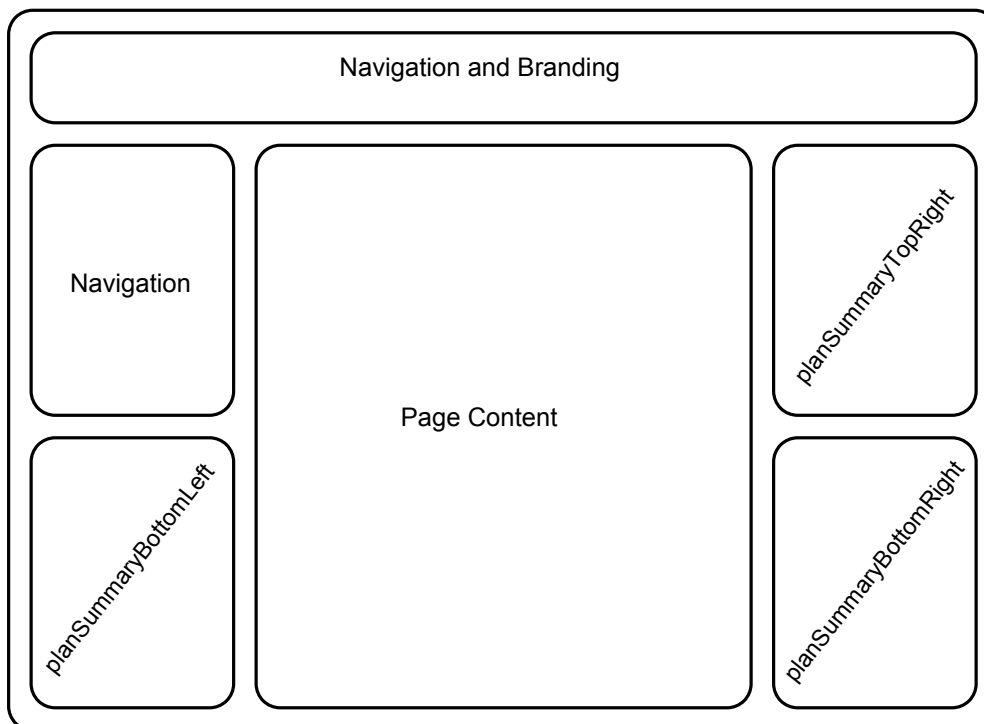 Navigation and Branding
Navigation
Page Content
planSummaryTopRight
planSummaryBottomLeft
planSummaryBottomRight